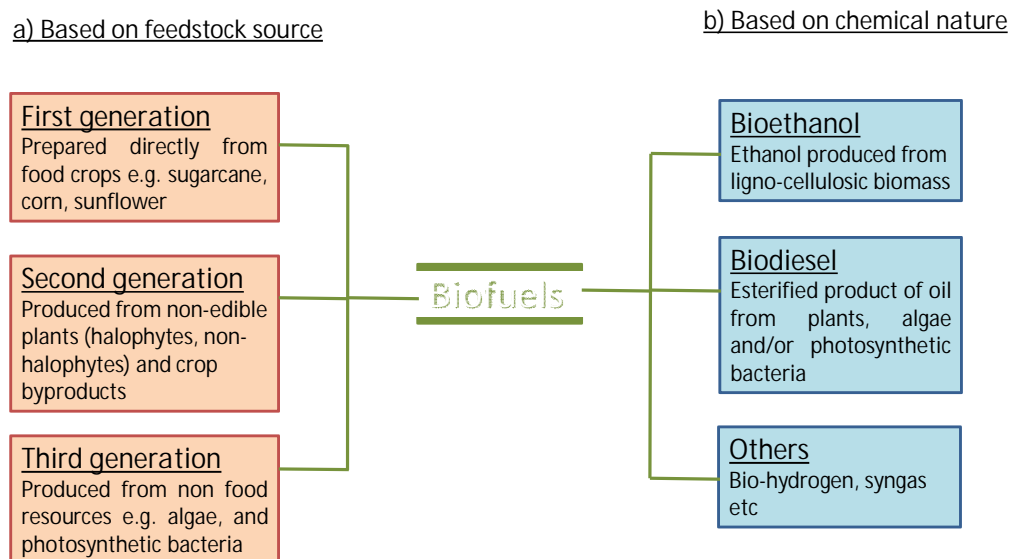 a) Based on feedstock source
First generation
Prepared directly from
food crops e.g. sugarcane,
corn, sunflower
Second generation
Produced from non-edible
plants (halophytes, non-
halophytes) and crop
byproducts
Third generation
Produced from non food
resources e.g. algae, and
photosynthetic bacteria
Biofuels
b) Based on chemical nature
Bioethanol
Ethanol produced from
ligno-cellulosic biomass
Biodiesel
Esterified product of oil
from plants, algae
and/or photosynthetic
bacteria
Others
Bio-hydrogen, syngas
etc